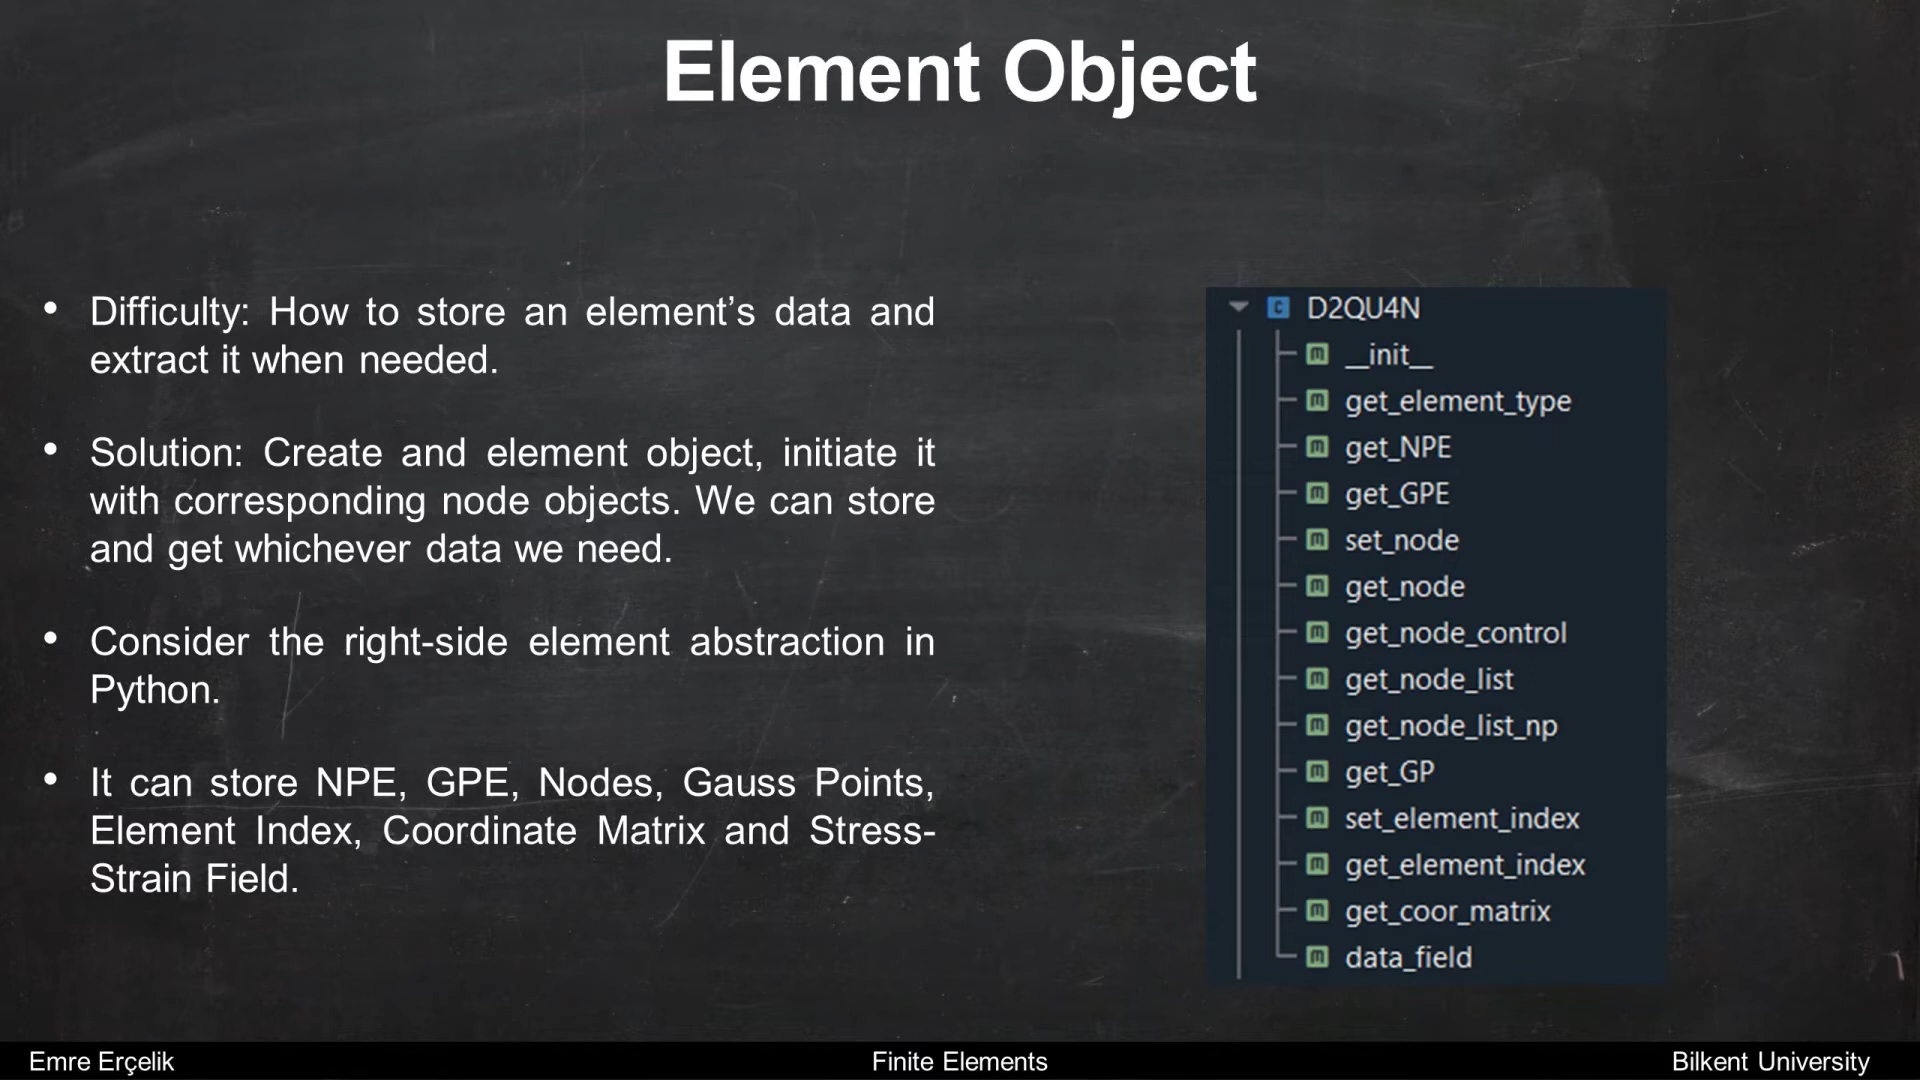 Element Object
• Difficulty: How to store an element’s data and
extract it when needed.
• Solution: Create and element object, initiate it
with corresponding node objects. We can store
and get whichever data we need.
• Consider the right-side element abstraction in
Python.
• It can store NPE, GPE, Nodes, Gauss Points,
Element Index, Coordinate Matrix and Stress-
Strain Field.
C D2QU4N
m __init__
m get_element_type
m get_NPE
m get_GPE
m set_node
m get_node
m get_node_control
m get_node_list
m get_node_list_np
m get_GP
m set_element_index
m get_element_index
m get_coor_matrix
m data_field
Emre Erçelik
Finite Elements
Bilkent University